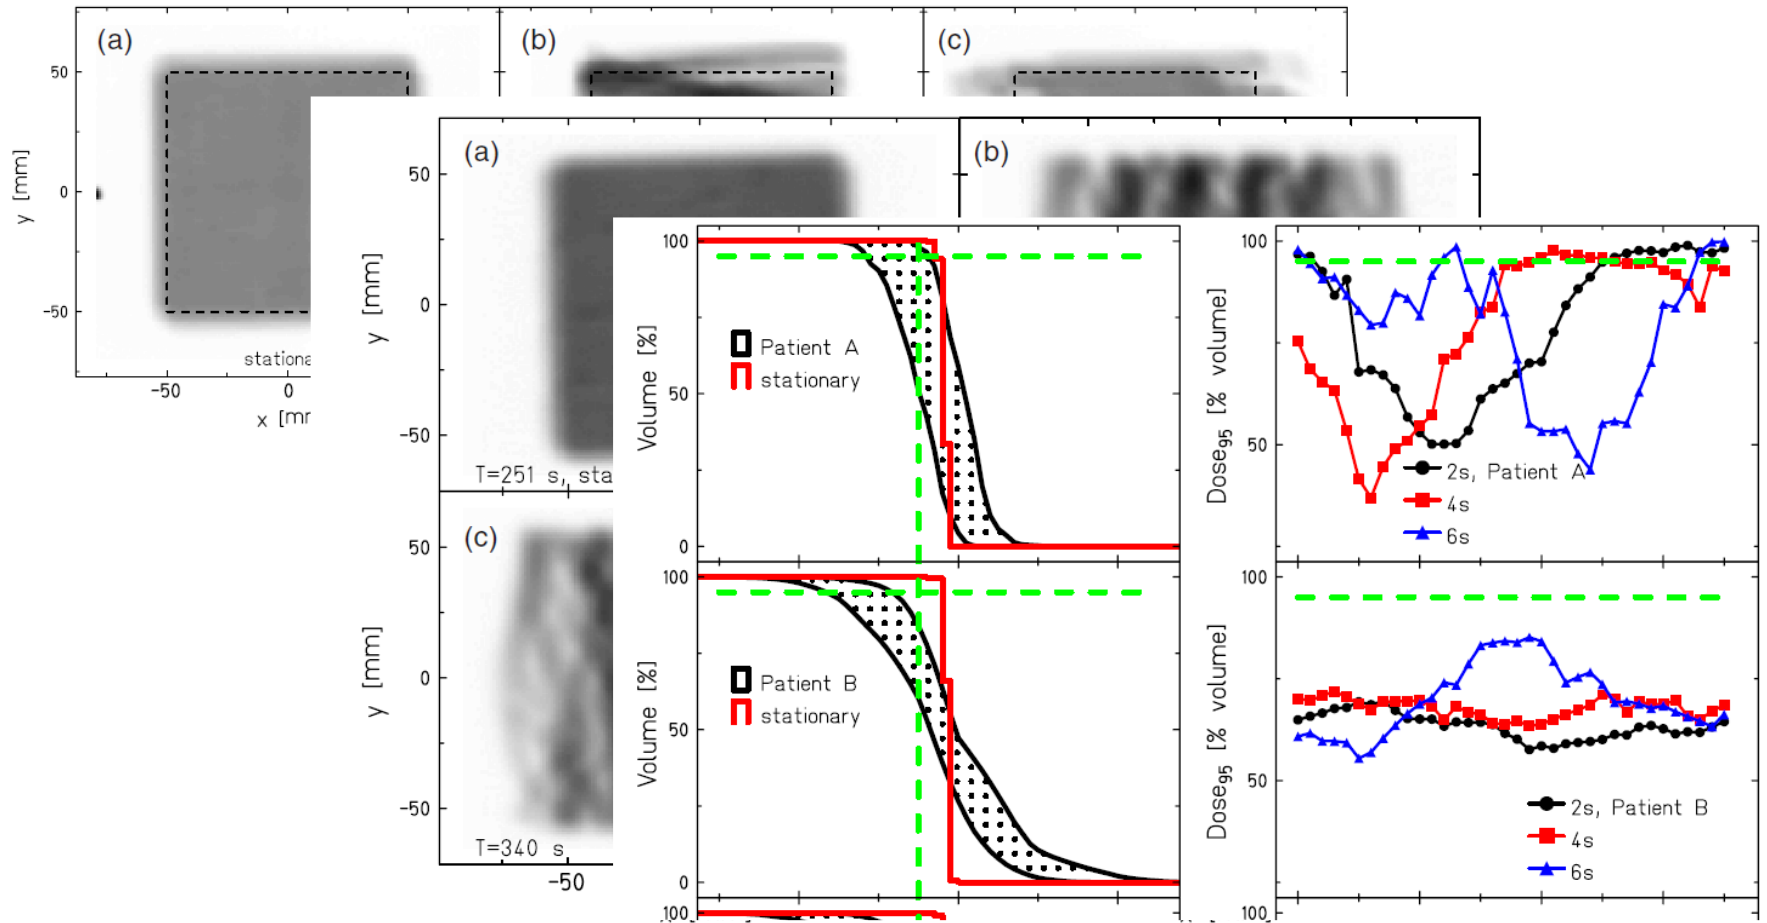 (a)
(b)
(c)
50
0
-50
y [mm]
stationa
-50
0
x [mm
(a)
(b)
50
0
-50
y [mm]
T=251 s, sta
(c)
50
0
-50
y [mm]
T=340 s
-50
100
50
0
Volume [%]
Patient A
stationary
100
50
Dose95 [% volume]
2s, Patient A
4s
6s
100
50
0
Volume [%]
Patient B
stationary
100
50
Dose95 [% volume]
2s, Patient B
4s
6s
100
100